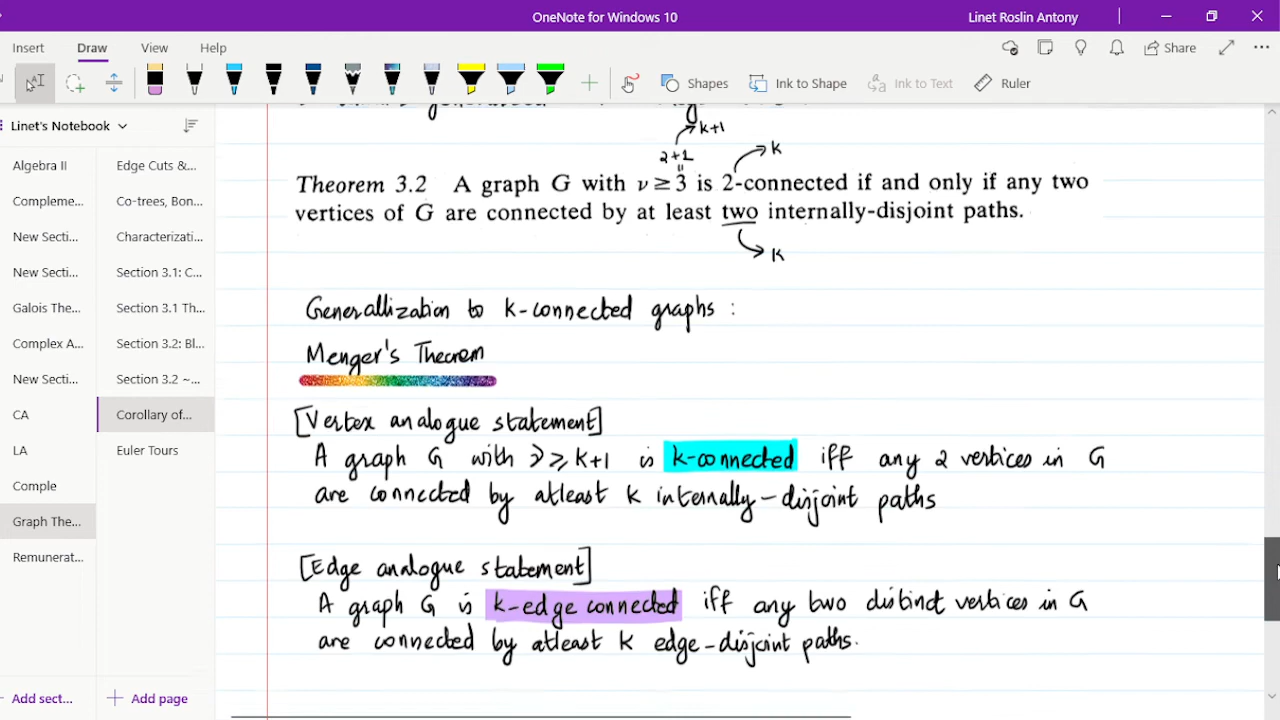 OneNote for Windows 10
Linet Roslin Antony
Insert
Draw
View
Help
Share
Shapes
Ink to Shape
Ink to Text
Ruler
Linet's Notebook
Algebra II
Compleme...
New Secti...
New Secti...
Galois The...
Complex A...
New Secti...
CA
LA
Comple
Graph The...
Remunerat...
Add sect...
Edge Cuts &...
Co-trees, Bon...
Characterizati...
Section 3.1: C...
Section 3.1 Th...
Section 3.2: Bl...
Section 3.2 ~...
Corollary of...
Euler Tours
Add page
k+1
2+1
=
k
Theorem 3.2 A graph G with ν ≥ 3 is 2-connected if and only if any two
vertices of G are connected by at least two internally-disjoint paths.
k
Generallization to k-connected graphs :
Menger's Theorem
[Vertex analogue statement]
A graph G with ν ≥ k+1 is k-connected iff any 2 vertices in G
are connected by atleast k internally-disjoint paths
[Edge analogue statement]
A graph G is k-edge connected iff any two distinct vertices in G
are connected by atleast k edge-disjoint paths.